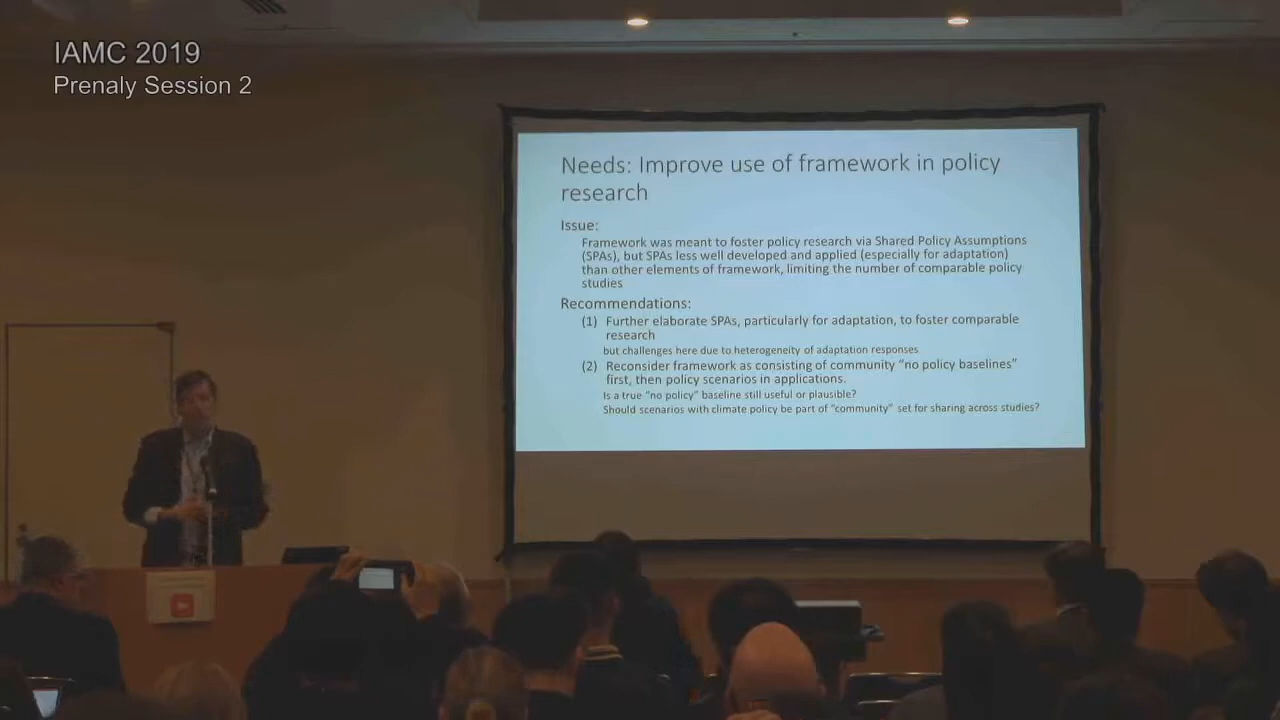 IAMC 2019
Prenaly Session 2
Needs: Improve use of framework in policy
research
Issue:
Framework was meant to foster policy research via Shared Policy Assumptions
(SPAs), but SPAs less well developed and applied (especially for adaptation)
than other elements of framework, limiting the number of comparable policy
studies
Recommendations:
(1) Further elaborate SPAs, particularly for adaptation, to foster comparable
research
but challenges here due to heterogeneity of adaptation responses
(2) Reconsider framework as consisting of community “no policy baselines”
first, then policy scenarios in applications.
Is a true “no policy” baseline still useful or plausible?
Should scenarios with climate policy be part of “community” set for sharing across studies?